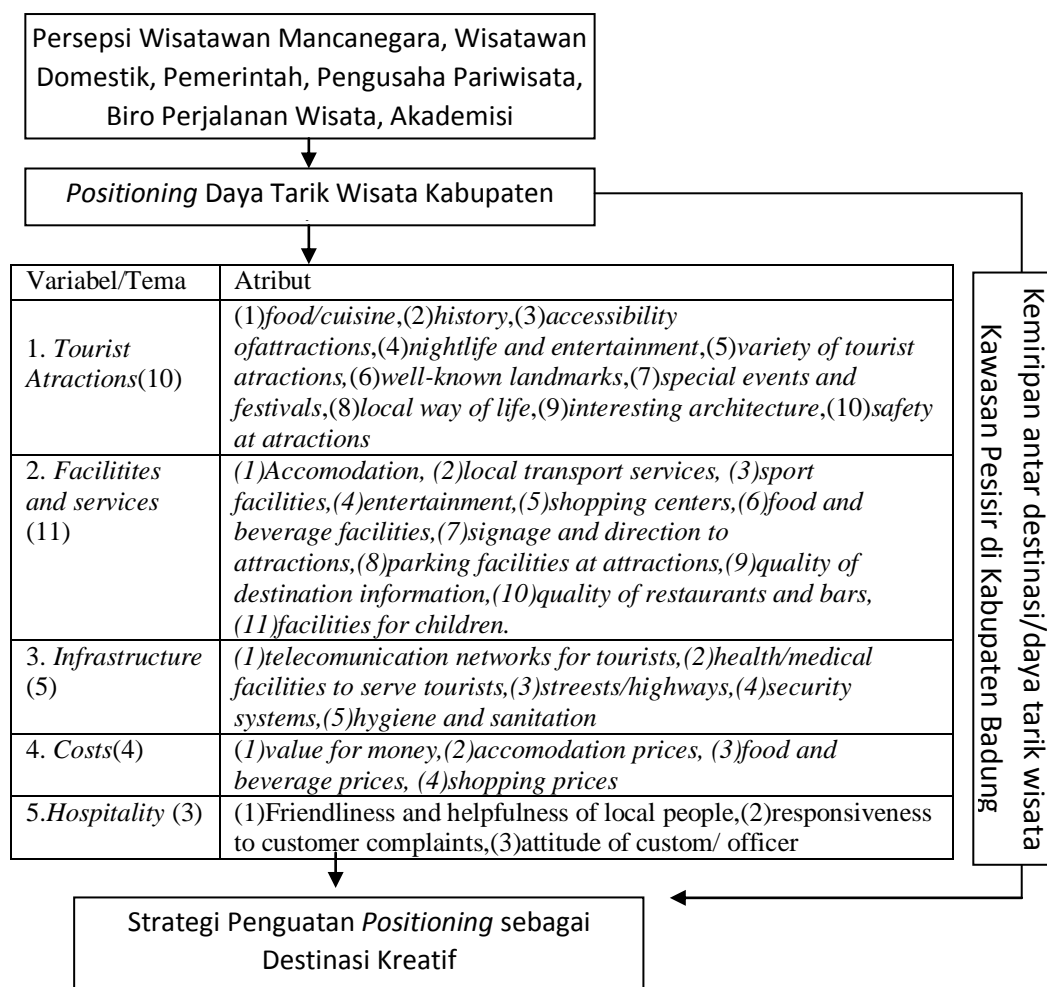 Persepsi Wisatawan Mancanegara, Wisatawan
Domestik, Pemerintah, Pengusaha Pariwisata,
Biro Perjalanan Wisata, Akademisi
Positioning Daya Tarik Wisata Kabupaten
Variabel/Tema
Atribut
1. Tourist
Atractions(10)
(1)food/cuisine,(2)history,(3)accessibility
ofattractions,(4)nightlife and entertainment,(5)variety of tourist
atractions,(6)well-known landmarks,(7)special events and
festivals,(8)local way of life,(9)interesting architecture,(10)safety
at atractions
2. Facilitites
and services
(11)
(1)Accomodation, (2)local transport services, (3)sport
facilities,(4)entertainment,(5)shopping centers,(6)food and
beverage facilities,(7)signage and direction to
attractions,(8)parking facilities at attractions,(9)quality of
destination information,(10)quality of restaurants and bars,
(11)facilities for children.
3. Infrastructure
(5)
(1)telecomunication networks for tourists,(2)health/medical
facilities to serve tourists,(3)streests/highways,(4)security
systems,(5)hygiene and sanitation
4. Costs(4)
(1)value for money,(2)accomodation prices, (3)food and
beverage prices, (4)shopping prices
5.Hospitality (3)
(1)Friendliness and helpfulness of local people,(2)responsiveness
to customer complaints,(3)attitude of custom/ officer
Kemiripan antar destinasi/daya tarik wisata
Kawasan Pesisir di Kabupaten Badung
Strategi Penguatan Positioning sebagai
Destinasi Kreatif